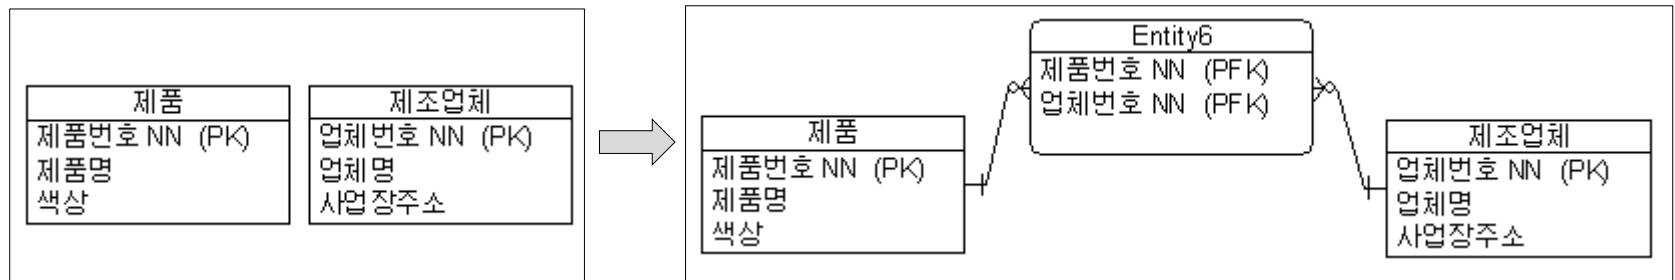 제품
제품번호 NN (PK)
제품명
색상
제조업체
업체번호 NN (PK)
업체명
사업장주소
Entity6
제품번호 NN (PFK)
업체번호 NN (PFK)
제품
제품번호 NN (PK)
제품명
색상
제조업체
업체번호 NN (PK)
업체명
사업장주소